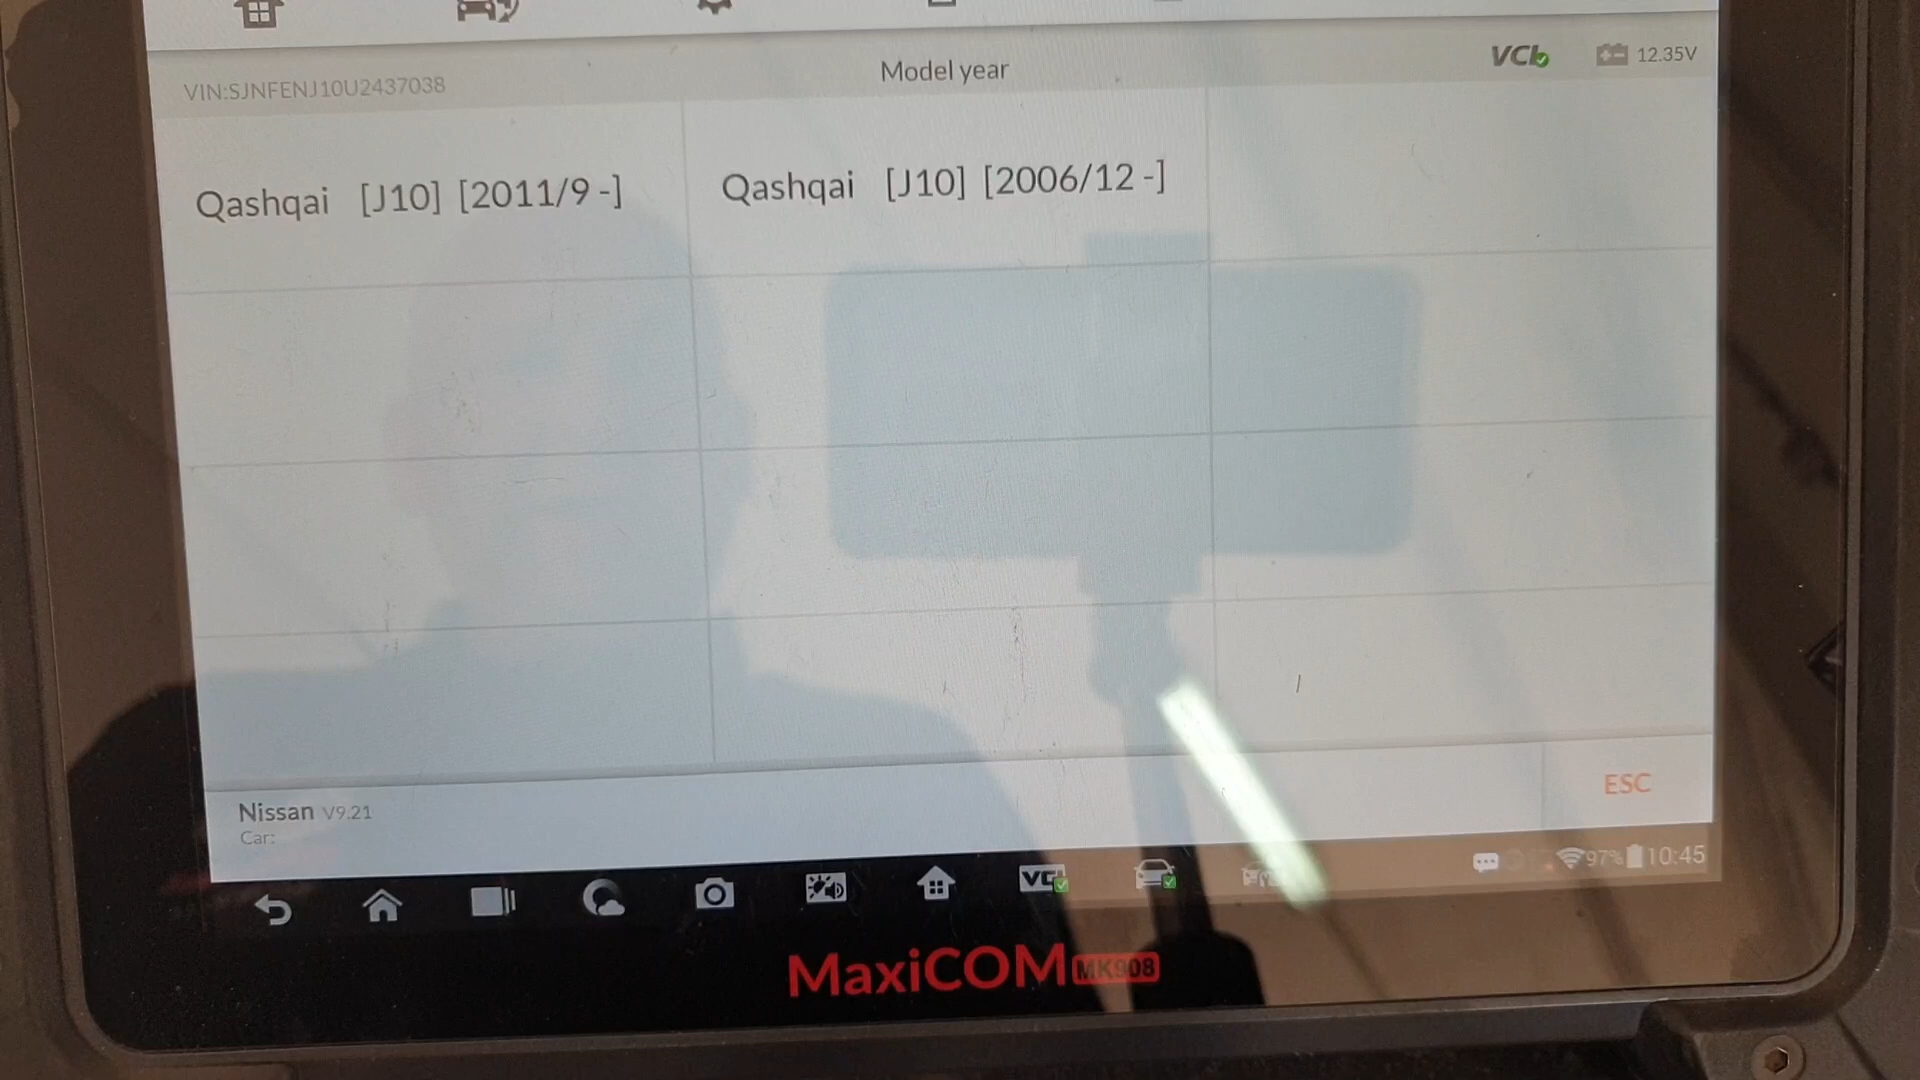 VIN:SJNFENJ10U2437038
Model year
VCI
12.35V
Qashqai [J10] [2011/9 -]
Qashqai [J10] [2006/12 -]
Nissan V9.21
Car:
ESC
VCI
97% 10:45
MaxiCOM MK908